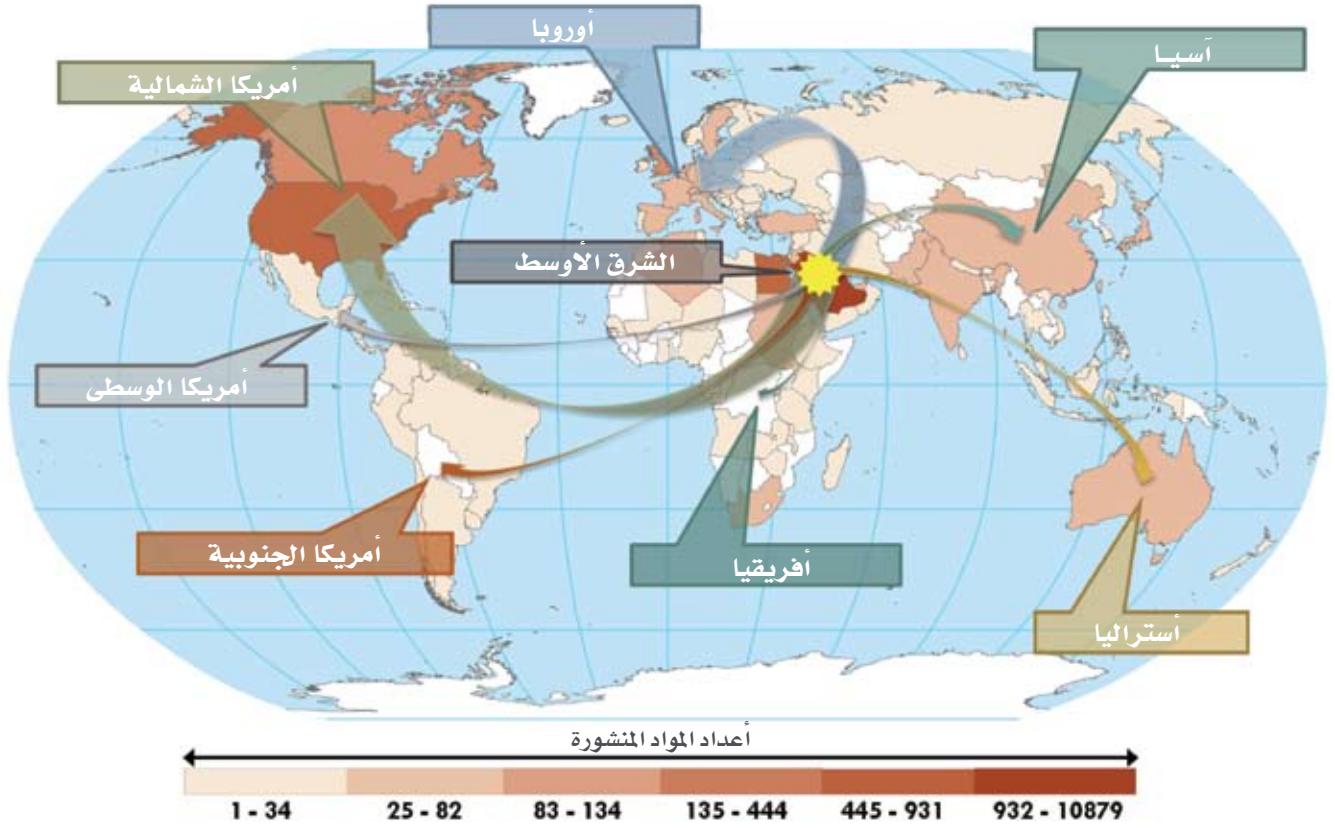 أوروبا
آسيـا
أمريكا الشمالية
الشرق الأوسط
أمريكا الوسطى
أمريكا الجنوبية
أفريقيا
أستراليا
أعداد المواد المنشورة
1 - 34
25 - 82
83 - 134
135 - 444
445 - 931
932 - 10879